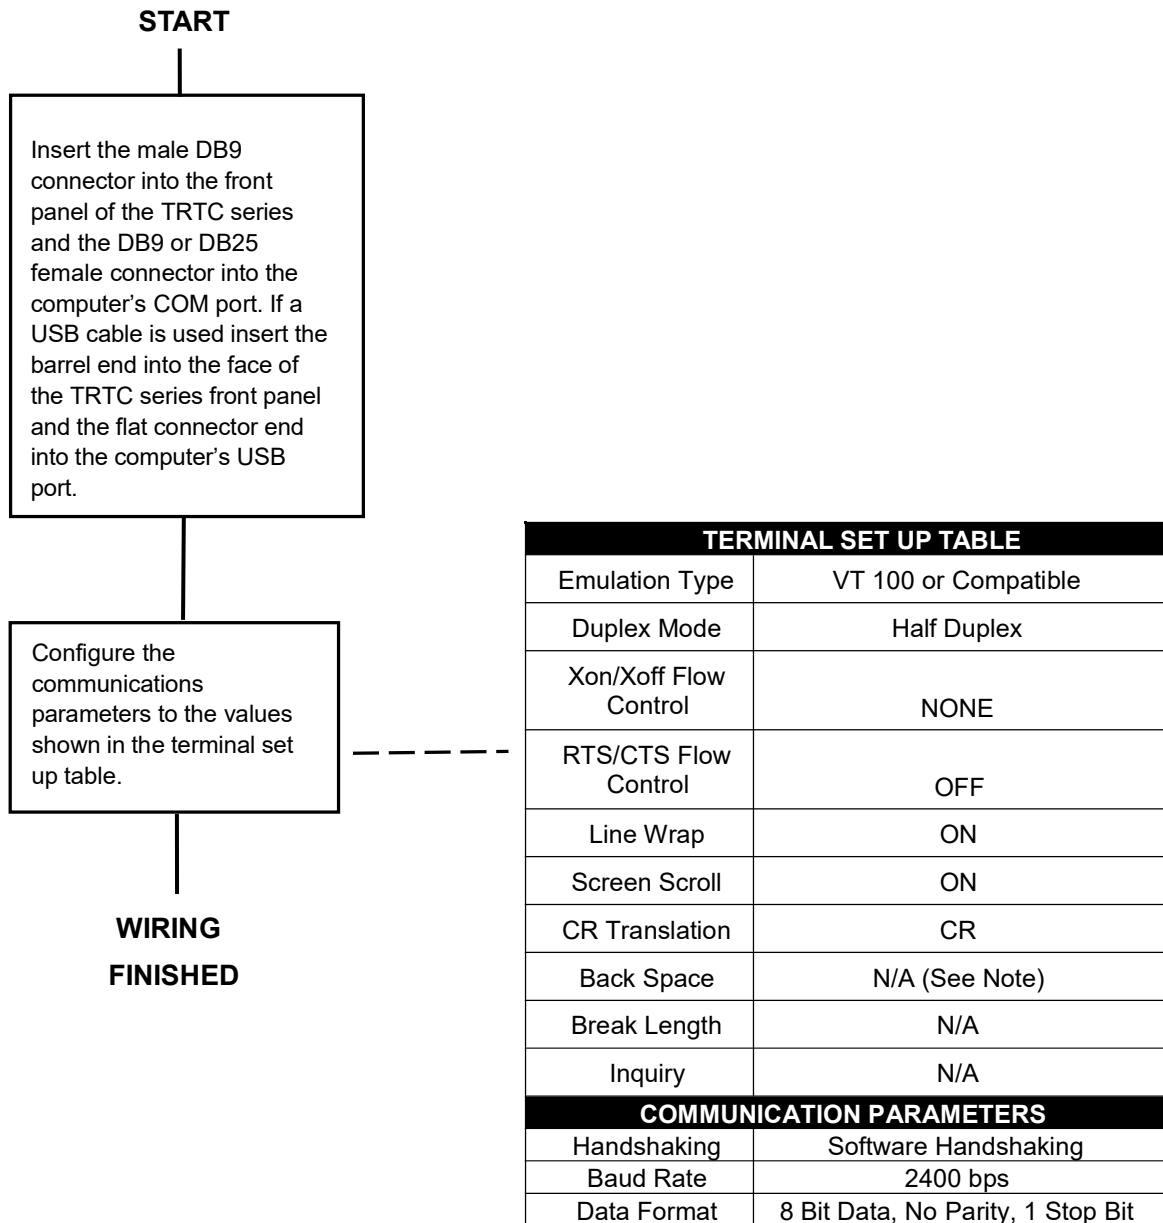 START
Insert the male DB9
connector into the front
panel of the TRTC series
and the DB9 or DB25
female connector into the
computer’s COM port. If a
USB cable is used insert the
barrel end into the face of
the TRTC series front panel
and the flat connector end
into the computer’s USB
port.
Configure the
communications
parameters to the values
shown in the terminal set
up table.
WIRING
FINISHED
TERMINAL SET UP TABLE
Emulation Type VT 100 or Compatible
Duplex Mode Half Duplex
Xon/Xoff Flow
Control NONE
RTS/CTS Flow
Control OFF
Line Wrap ON
Screen Scroll ON
CR Translation CR
Back Space N/A (See Note)
Break Length N/A
Inquiry N/A
COMMUNICATION PARAMETERS
Handshaking Software Handshaking
Baud Rate 2400 bps
Data Format 8 Bit Data, No Parity, 1 Stop Bit